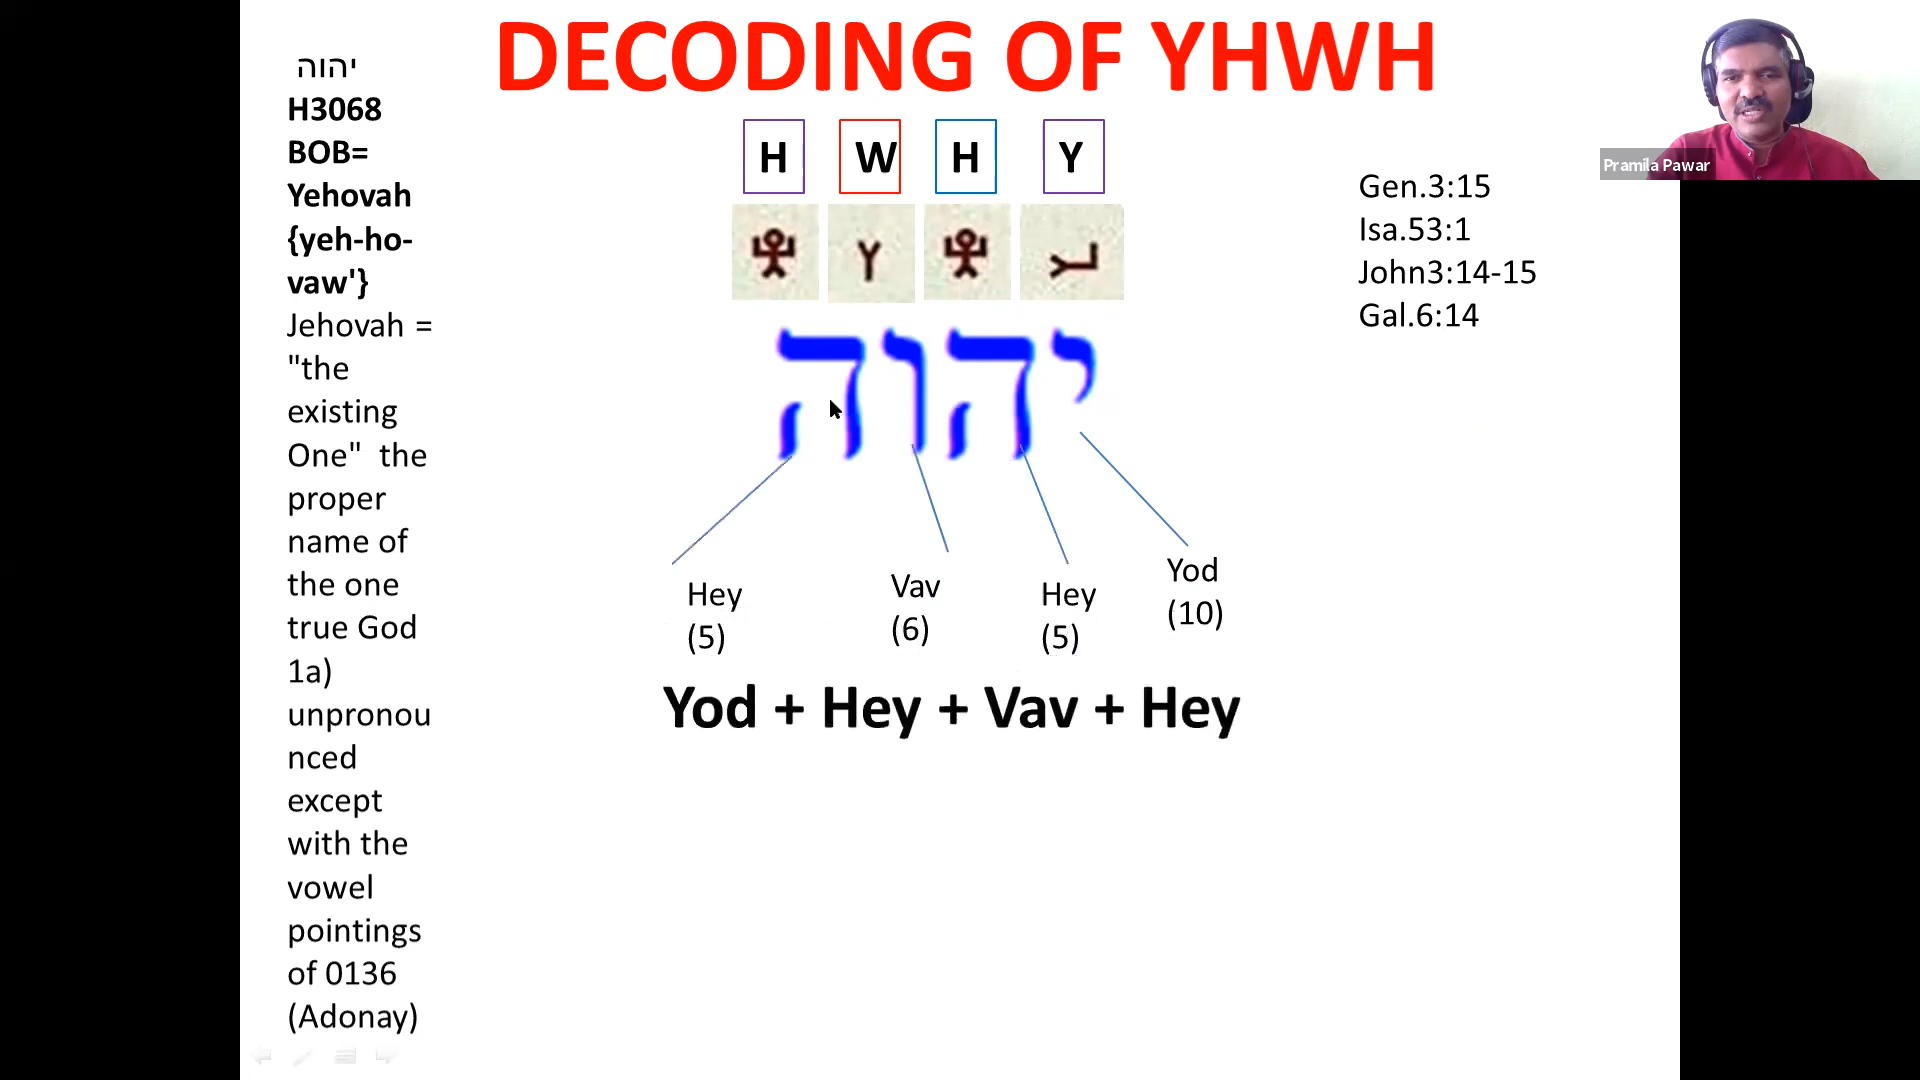 DECODING OF YHWH
יהוה
H3068
BOB=
Yehovah
{yeh-ho-
vaw'}
Jehovah =
"the
existing
One" the
proper
name of
the one
true God
1a)
unpronou
nced
except
with the
vowel
pointings
of 0136
(Adonay)
H W H Y
יהוה
Hey Vav Hey Yod
(5) (6) (5) (10)
Yod + Hey + Vav + Hey
Gen.3:15
Isa.53:1
John3:14-15
Gal.6:14
Pramila Pawar